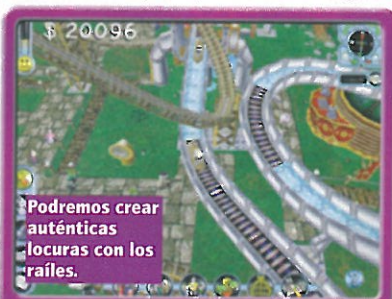 $ 20096
Podremos crear
auténticas
locuras con los
raíles.